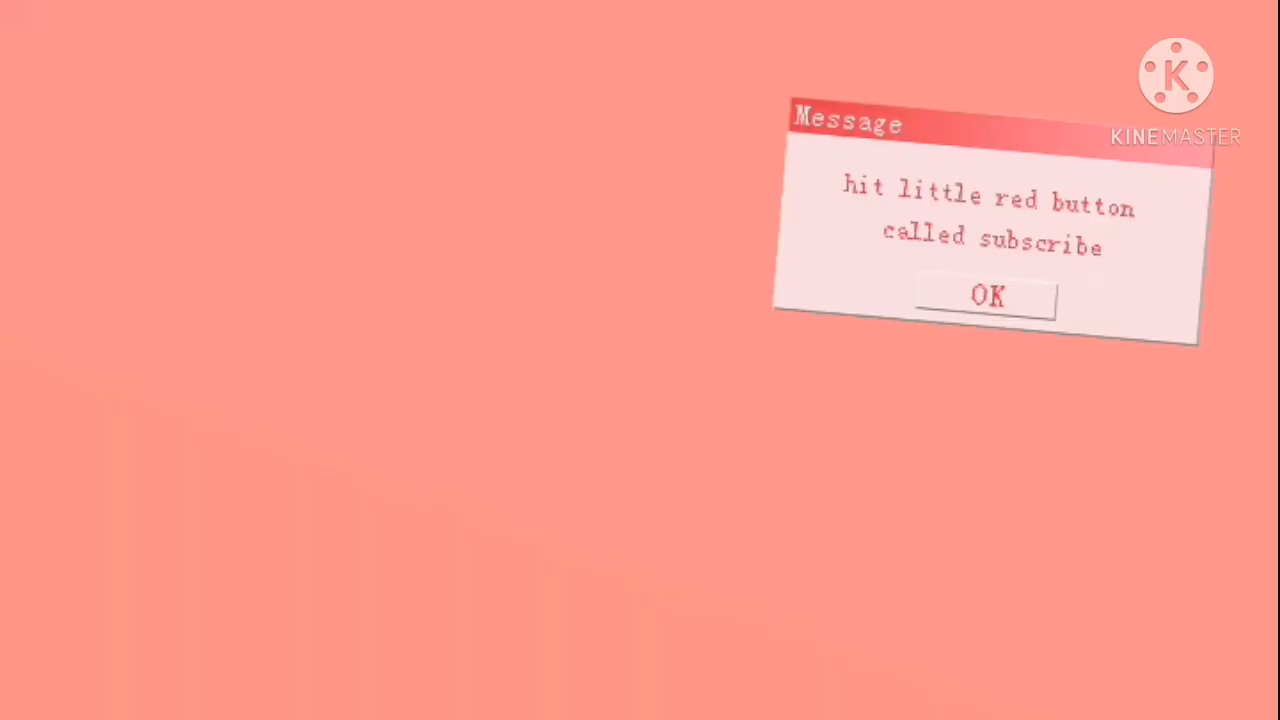 K
KINEMASTER
Message
hit little red button
called subscribe
OK